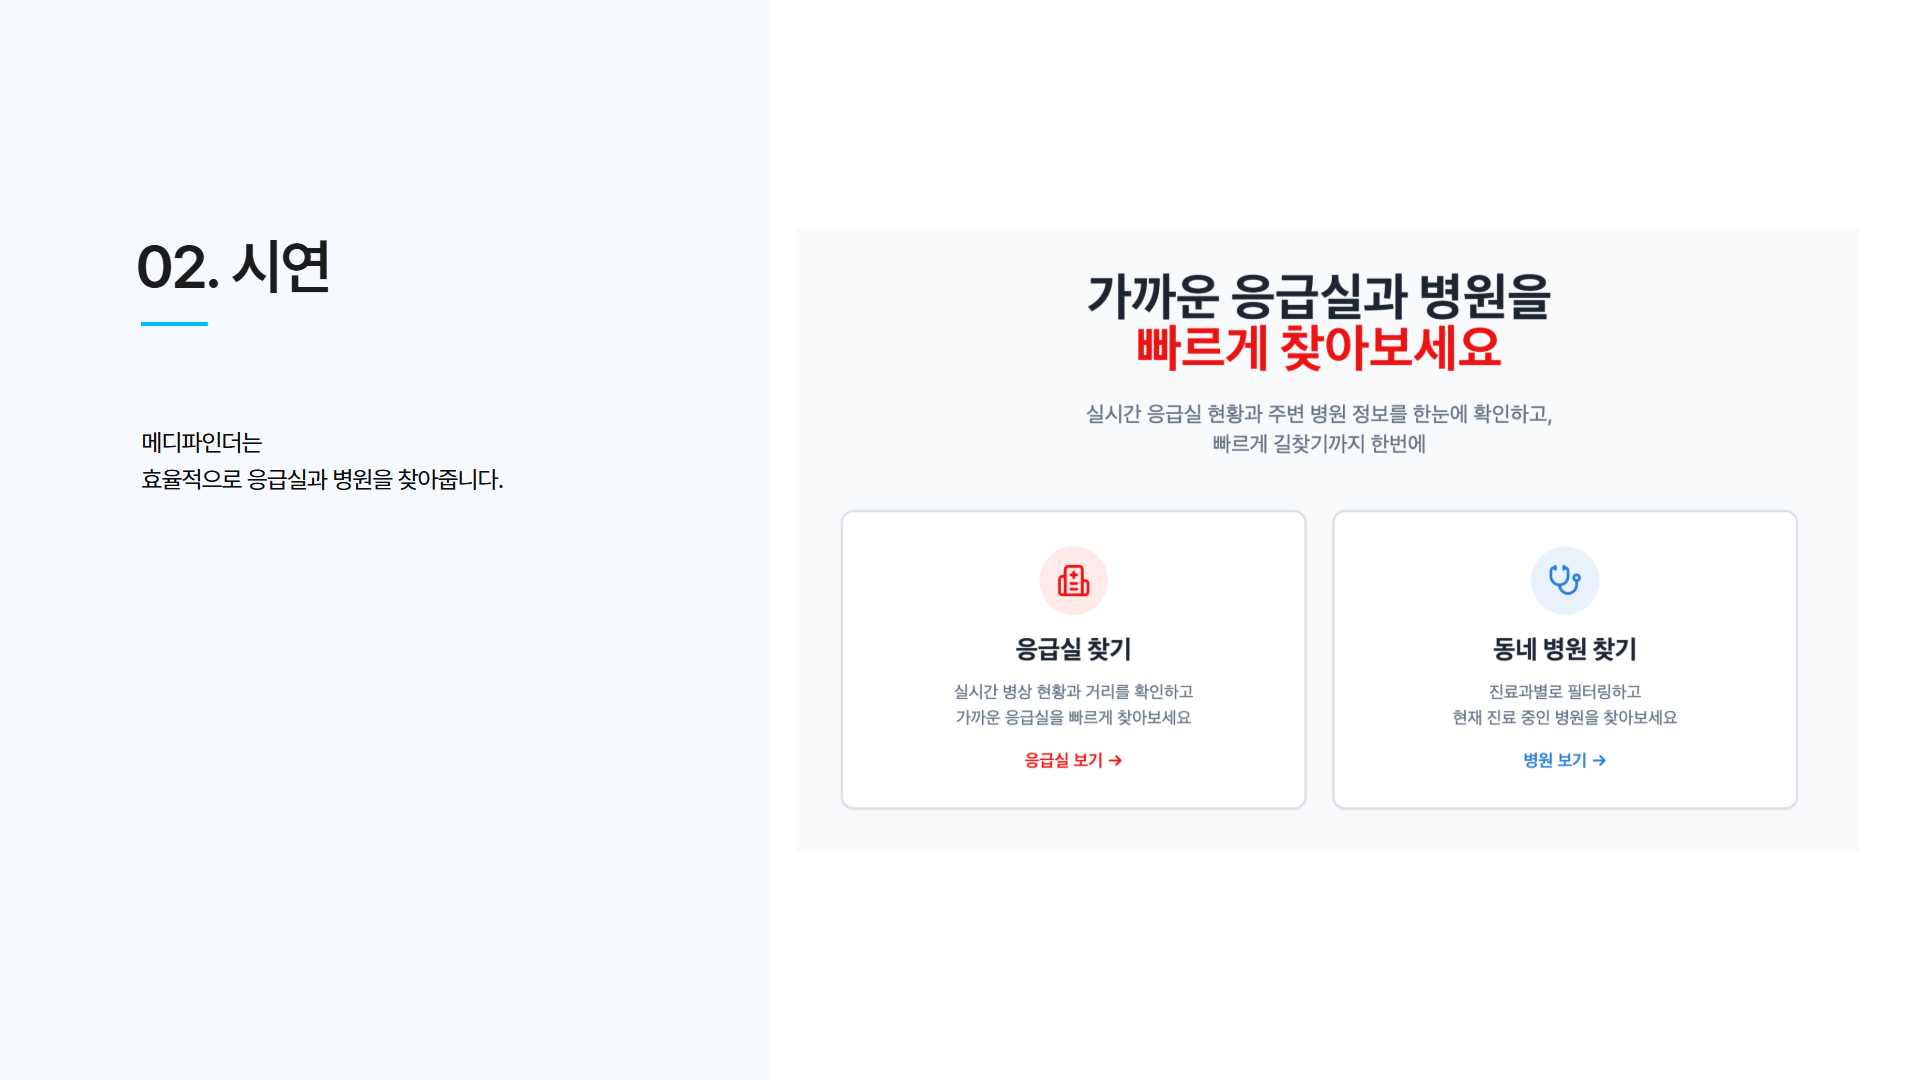 02. 시연
메디파인더는
효율적으로 응급실과 병원을 찾아줍니다.
가까운 응급실과 병원을
빠르게 찾아보세요
실시간 응급실 현황과 주변 병원 정보를 한눈에 확인하고,
빠르게 길찾기까지 한번에
응급실 찾기
실시간 병상 현황과 거리를 확인하고
가까운 응급실을 빠르게 찾아보세요
응급실 보기 →
동네 병원 찾기
진료과별로 필터링하고
현재 진료 중인 병원을 찾아보세요
병원 보기 →